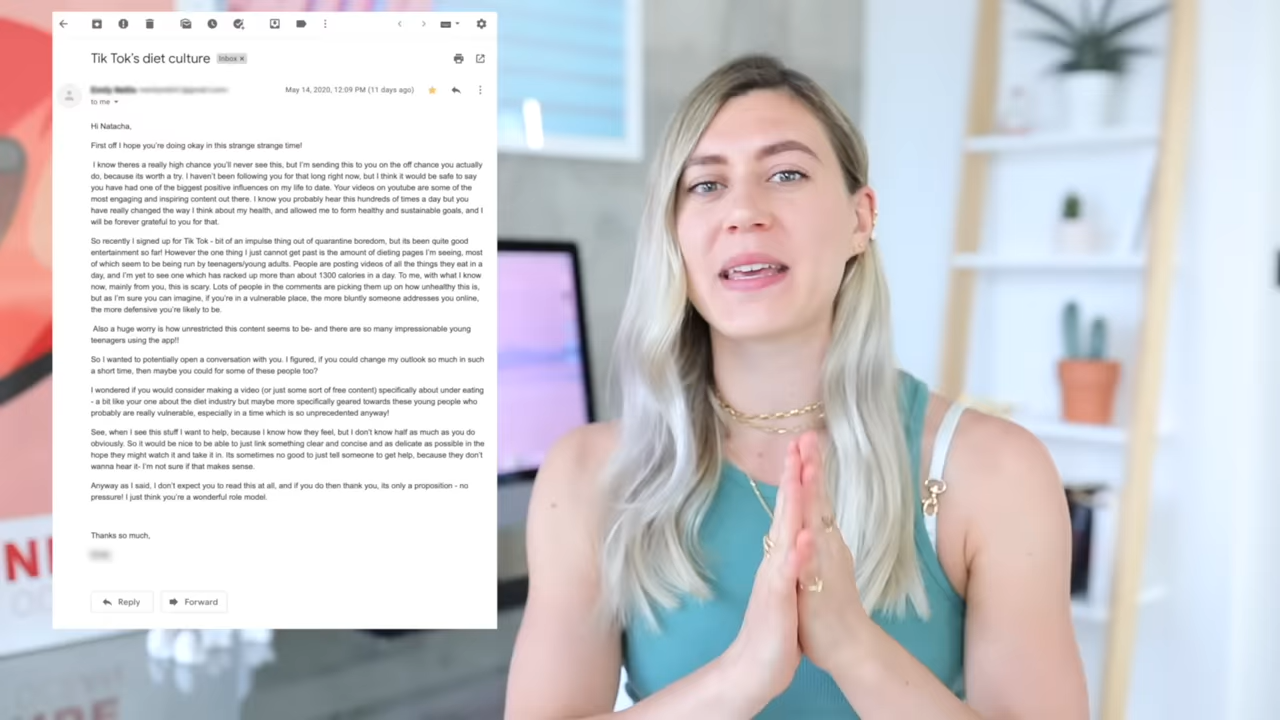 Tik Tok's diet culture Inbox ×
May 14, 2020, 12:09 PM (11 days ago)
to me
Hi Natacha,
First off I hope you're doing okay in this strange strange time!
I know theres a really high chance you'll never see this, but I'm sending this to you on the off chance you actually
do, because its worth a try. I haven't been following you for that long right now, but I think it would be safe to say
you have had one of the biggest positive influences on my life to date. Your videos on youtube are some of the
most engaging and inspiring content out there. I know you probably hear this hundreds of times a day but you
have really changed the way I think about my health, and allowed me to form healthy and sustainable goals, and I
will be forever grateful to you for that.
So recently I signed up for Tik Tok - bit of an impulse thing out of quarantine boredom, but its been quite good
entertainment so far! However the one thing I just cannot get past is the amount of dieting pages I'm seeing, most
of which seem to be being run by teenagers/young adults. People are posting videos of all the things they eat in a
day, and I'm yet to see one which has racked up more than about 1300 calories in a day. To me, with what I know
now, mainly from you, this is scary. Lots of people in the comments are picking them up on how unhealthy this is,
but as I'm sure you can imagine, if you're in a vulnerable place, the more bluntly someone addresses you online,
the more defensive you're likely to be.
Also a huge worry is how unrestricted this content seems to be- and there are so many impressionable young
teenagers using the app!!
So I wanted to potentially open a conversation with you. I figured, if you could change my outlook so much in such
a short time, then maybe you could for some of these people too?
I wondered if you would consider making a video (or just some sort of free content) specifically about under eating
- a bit like your one about the diet industry but maybe more specifically geared towards these young people who
probably are really vulnerable, especially in a time which is so unprecedented anyway!
See, when I see this stuff I want to help, because I know how they feel, but I don't know half as much as you do
obviously. So it would be nice to be able to just link something clear and concise and as delicate as possible in the
hope they might watch it and take it in. Its sometimes no good to just tell someone to get help, because they don't
wanna hear it- I'm not sure if that makes sense.
Anyway as I said, I don't expect you to read this at all, and if you do then thank you, its only a proposition - no
pressure! I just think you're a wonderful role model.
Thanks so much,
Reply Forward